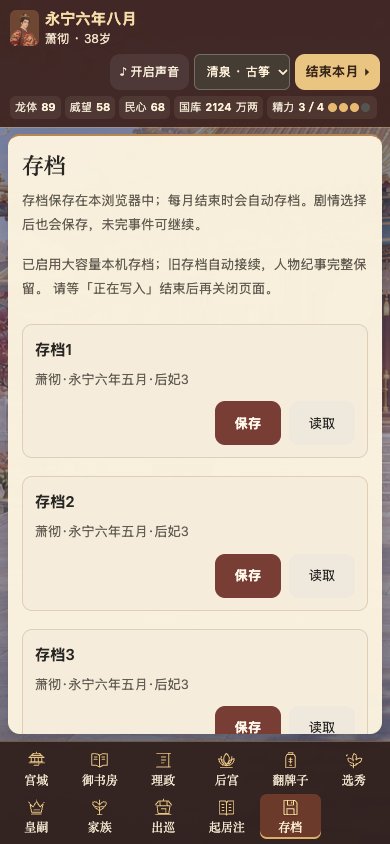 永宁六年八月
萧彻 · 38岁
♪ 开启声音
清泉 · 古筝
结束本月
龙体 89 威望 58 民心 68 国库 2124 万两 精力 3 / 4
存档
存档保存在本浏览器中；每月结束时会自动存档。剧情选择
后也会保存，未完事件可继续。
已启用大容量本机存档；旧存档自动接续，人物纪事完整保
留。 请等「正在写入」结束后再关闭页面。
存档1
萧彻·永宁六年五月·后妃3
保存 读取
存档2
萧彻·永宁六年五月·后妃3
保存 读取
存档3
萧彻·永宁六年五月·后妃3
保存 读取
宫城 御书房 理政 后宫 翻牌子 选秀
皇嗣 家族 出巡 起居注 存档